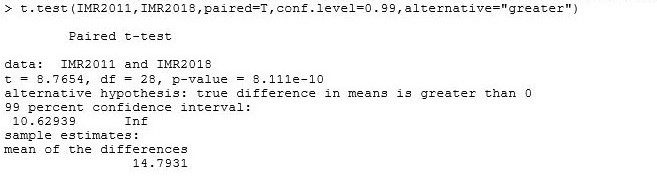 > t.test(IMR2011,IMR2018,paired=T,conf.level=0.99,alternative="greater")
Paired t-test
data:  IMR2011 and IMR2018
t = 8.7654, df = 28, p-value = 8.111e-10
alternative hypothesis: true difference in means is greater than 0
99 percent confidence interval:
10.62939      Inf
sample estimates:
mean of the differences
14.7931